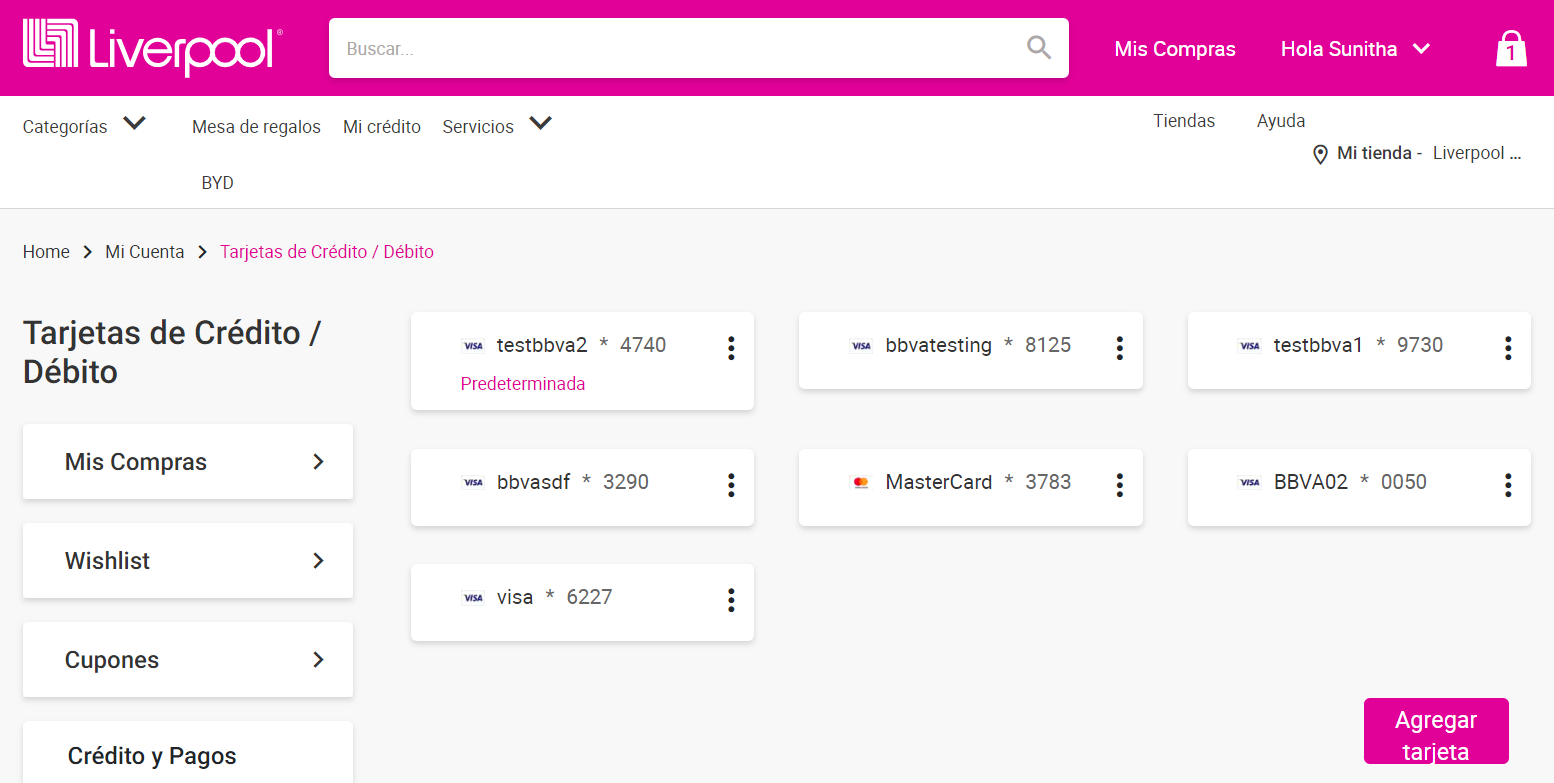 Liverpool®
Buscar...
Mis Compras
Hola Sunitha
1
Categorías
Mesa de regalos
Mi crédito
Servicios
Tiendas
Ayuda
Mi tienda - Liverpool ...
BYD
Home
Mi Cuenta
Tarjetas de Crédito / Débito
Tarjetas de Crédito /
Débito
Mis Compras
Wishlist
Cupones
Crédito y Pagos
VISA testbbva2 * 4740
Predeterminada
VISA bbvatesting * 8125
VISA testbbva1 * 9730
VISA bbvasdf * 3290
MasterCard * 3783
VISA BBVA02 * 0050
VISA visa * 6227
Agregar
tarjeta